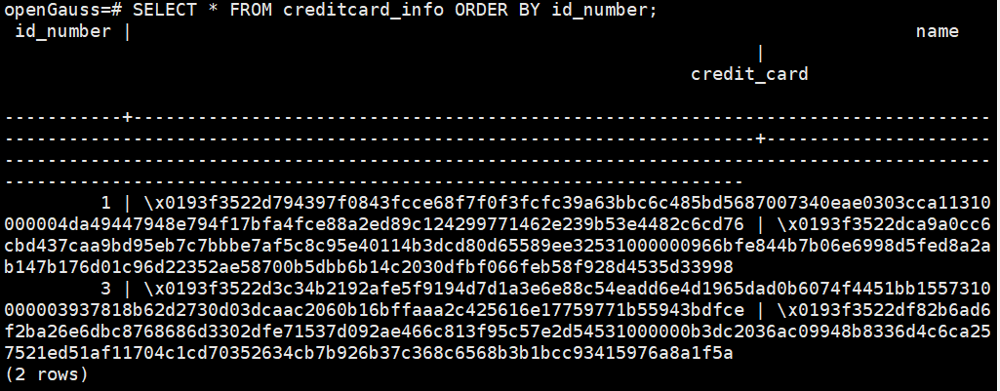 openGauss=# SELECT * FROM creditcard_info ORDER BY id_number;
id_number | name
|
credit_card
-----------+--------------------------------------------------------------------------------
----------------------------------------------------------------------+---------------------
--------------------------------------------------------------------------------------------
---------------------------------------------------------------------
1 | \x0193f3522d794397f0843fcce68f7f0f3fcfc39a63bbc6c485bd5687007340eae0303cca11310
000004da49447948e794f17bfa4fce88a2ed89c124299771462e239b53e4482c6cd76 | \x0193f3522dca9a0cc6
cbd437caa9bd95eb7c7bbbe7af5c8c95e40114b3dcd80d65589ee32531000000966bfe844b7b06e6998d5fed8a2a
b147b176d01c96d22352ae58700b5dbb6b14c2030dfbf066feb58f928d4535d33998
3 | \x0193f3522d3c34b2192afe5f9194d7d1a3e6e88c54eadd6e4d1965dad0b6074f4451bb1557310
000003937818b62d2730d03dcaac2060b16bffaaa2c425616e17759771b55943bdfce | \x0193f3522df82b6ad6
f2ba26e6dbc8768686d3302dfe71537d092ae466c813f95c57e2d54531000000b3dc2036ac09948b8336d4c6ca25
7521ed51af11704c1cd70352634cb7b926b37c368c6568b3b1bcc93415976a8a1f5a
(2 rows)